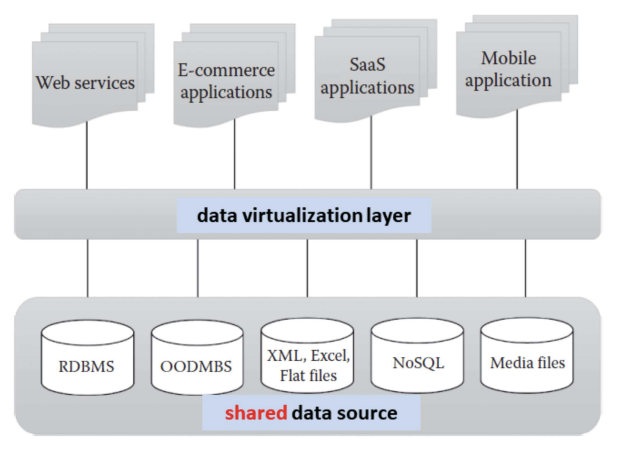 Web services
E-commerce
applications
SaaS
applications
Mobile
application
data virtualization layer
RDBMS
OODMBS
XML, Excel,
Flat files
NoSQL
Media files
shared data source